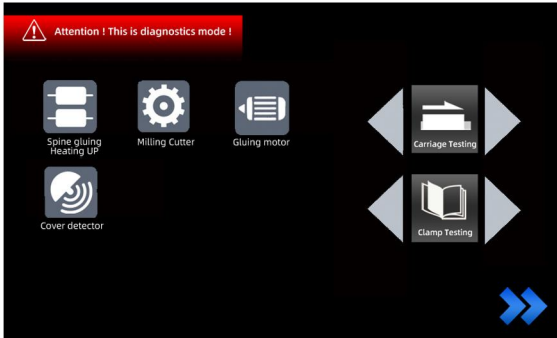 Attention ! This is diagnostics mode !
Spine gluing
Heating UP
Milling Cutter
Gluing motor
Carriage Testing
Cover detector
Clamp Testing